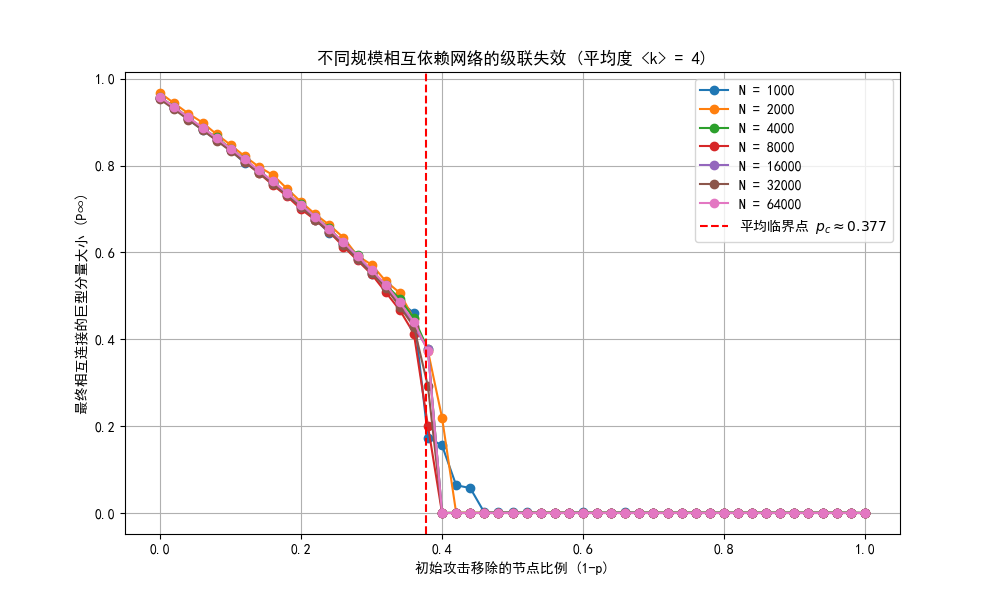 不同规模相互依赖网络的级联失效 (平均度 <k> = 4)
最终相互连接的巨型分量大小 (P∞)
1.0
0.8
0.6
0.4
0.2
0.0
N = 1000
N = 2000
N = 4000
N = 8000
N = 16000
N = 32000
N = 64000
平均临界点 p_c ≈ 0.377
0.0 0.2 0.4 0.6 0.8 1.0
初始攻击移除的节点比例 (1-p)